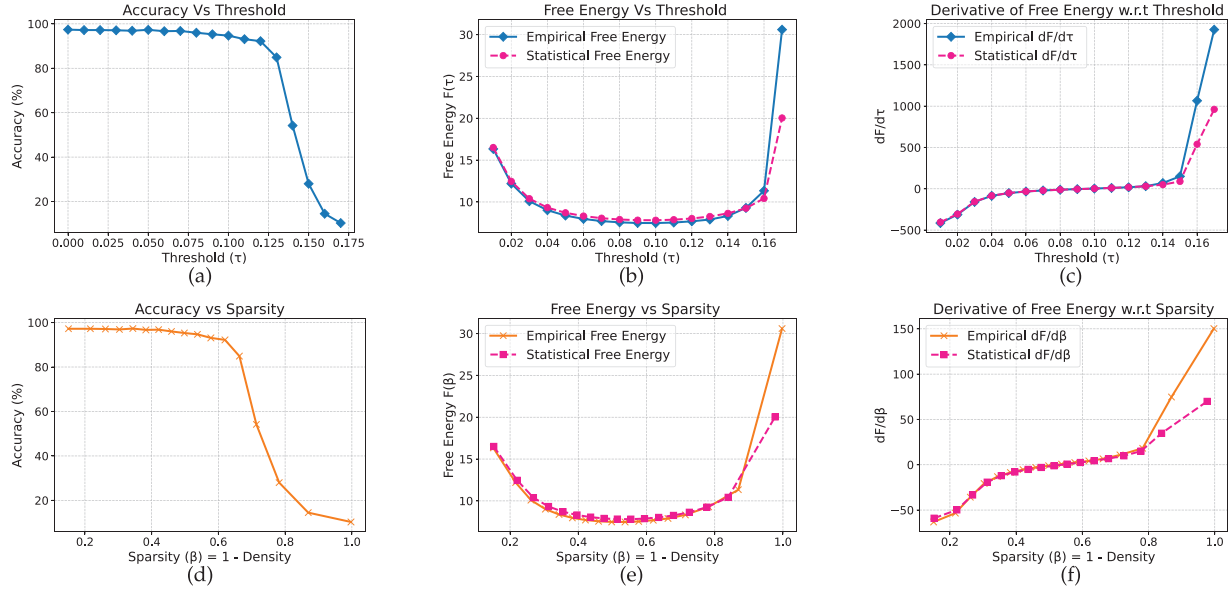 Accuracy Vs Threshold
Accuracy (%)
100
80
60
40
20
0.000 0.025 0.050 0.075 0.100 0.125 0.150 0.175
Threshold (τ)
(a)
Free Energy Vs Threshold
Empirical Free Energy
Statistical Free Energy
Free Energy F(τ)
30
25
20
15
10
0.02 0.04 0.06 0.08 0.10 0.12 0.14 0.16
Threshold (τ)
(b)
Derivative of Free Energy w.r.t Threshold
Empirical dF/dτ
Statistical dF/dτ
dF/dτ
2000
1500
1000
500
0
−500
0.02 0.04 0.06 0.08 0.10 0.12 0.14 0.16
Threshold (τ)
(c)
Accuracy vs Sparsity
Accuracy (%)
100
80
60
40
20
0.2 0.4 0.6 0.8 1.0
Sparsity (β) = 1 - Density
(d)
Free Energy vs Sparsity
Empirical Free Energy
Statistical Free Energy
Free Energy F(β)
30
25
20
15
10
0.2 0.4 0.6 0.8 1.0
Sparsity (β) = 1 - Density
(e)
Derivative of Free Energy w.r.t Sparsity
Empirical dF/dβ
Statistical dF/dβ
dF/dβ
150
100
50
0
−50
0.2 0.4 0.6 0.8 1.0
Sparsity (β) = 1 - Density
(f)